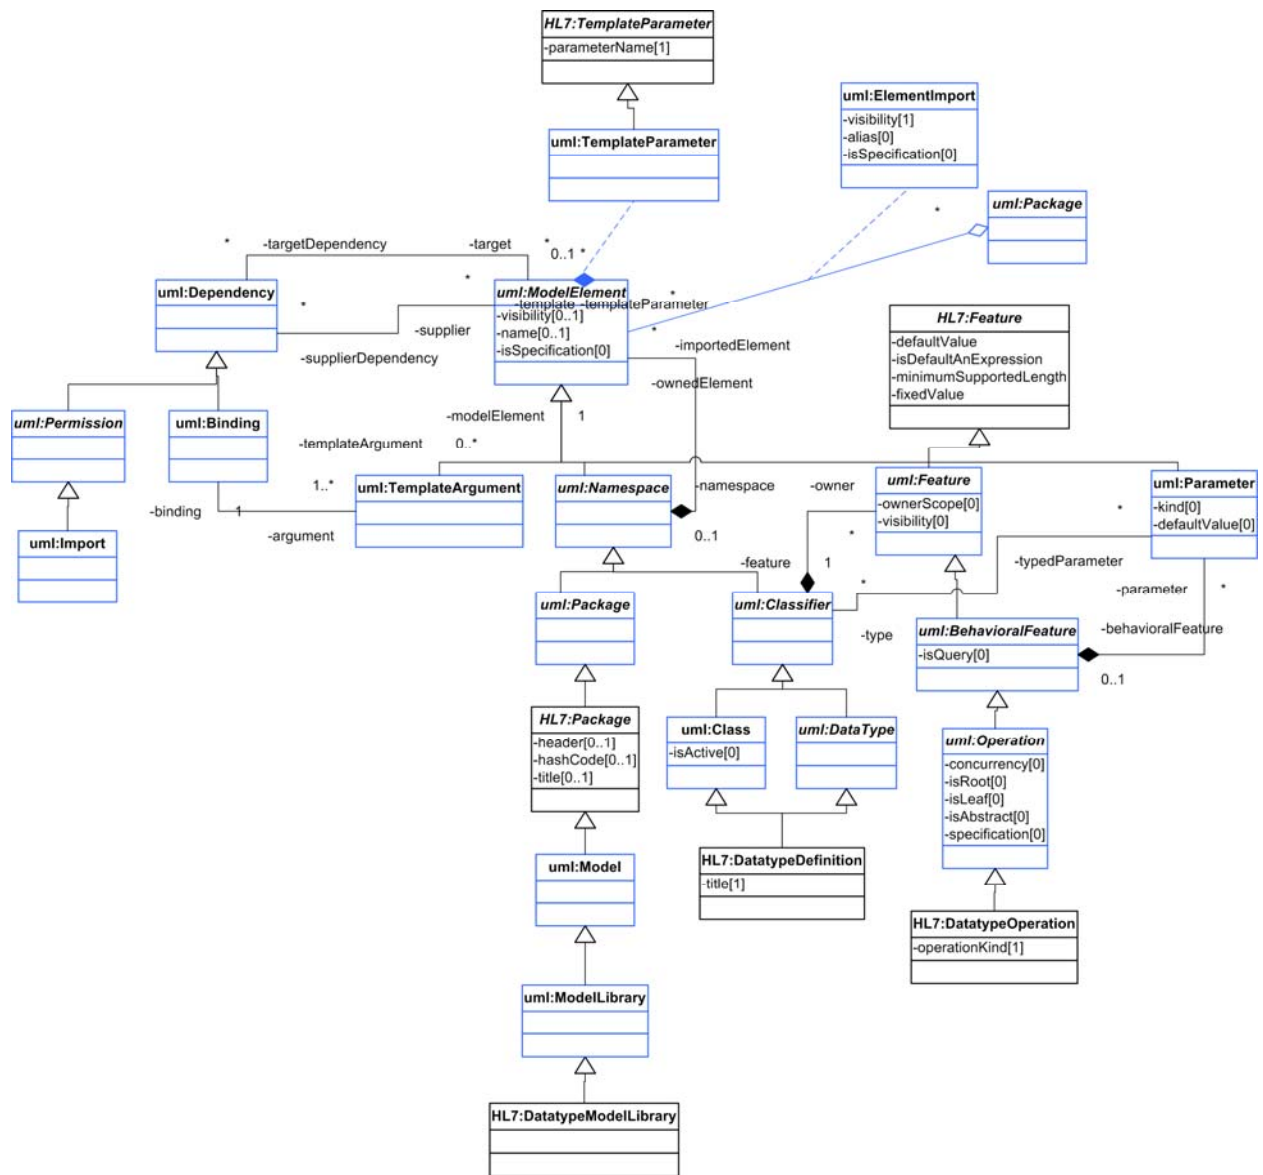 HL7:TemplateParameter
-parameterName[1]
uml:ElementImport
-visibility[1]
-alias[0]
-isSpecification[0]
uml:TemplateParameter
*
uml:Package
* -targetDependency -target * 0..1 *
uml:Dependency
* *
uml:ModelElement
*
-template -templateParameter
-visibility[0..1]
-name[0..1]
-isSpecification[0]
-supplier
*
-supplierDependency
-importedElement
-ownedElement
HL7:Feature
-defaultValue
-isDefaultAnExpression
-minimumSupportedLength
-fixedValue
uml:Permission
uml:Binding
-modelElement 1
-templateArgument 0..*
uml:TemplateArgument
1..*
uml:Namespace
-namespace
-owner
uml:Feature
-ownerScope[0]
-visibility[0]
uml:Parameter
-kind[0]
-defaultValue[0]
-binding 1
-argument
0..1
*
*
uml:Import
-feature 1
-typedParameter
uml:Package
uml:Classifier
*
-parameter *
-type
uml:BehavioralFeature
-isQuery[0]
-behavioralFeature
0..1
HL7:Package
-header[0..1]
-hashCode[0..1]
-title[0..1]
uml:Class
-isActive[0]
uml:DataType
uml:Operation
-concurrency[0]
-isRoot[0]
-isLeaf[0]
-isAbstract[0]
-specification[0]
uml:Model
HL7:DatatypeDefinition
-title[1]
HL7:DatatypeOperation
-operationKind[1]
uml:ModelLibrary
HL7:DatatypeModelLibrary